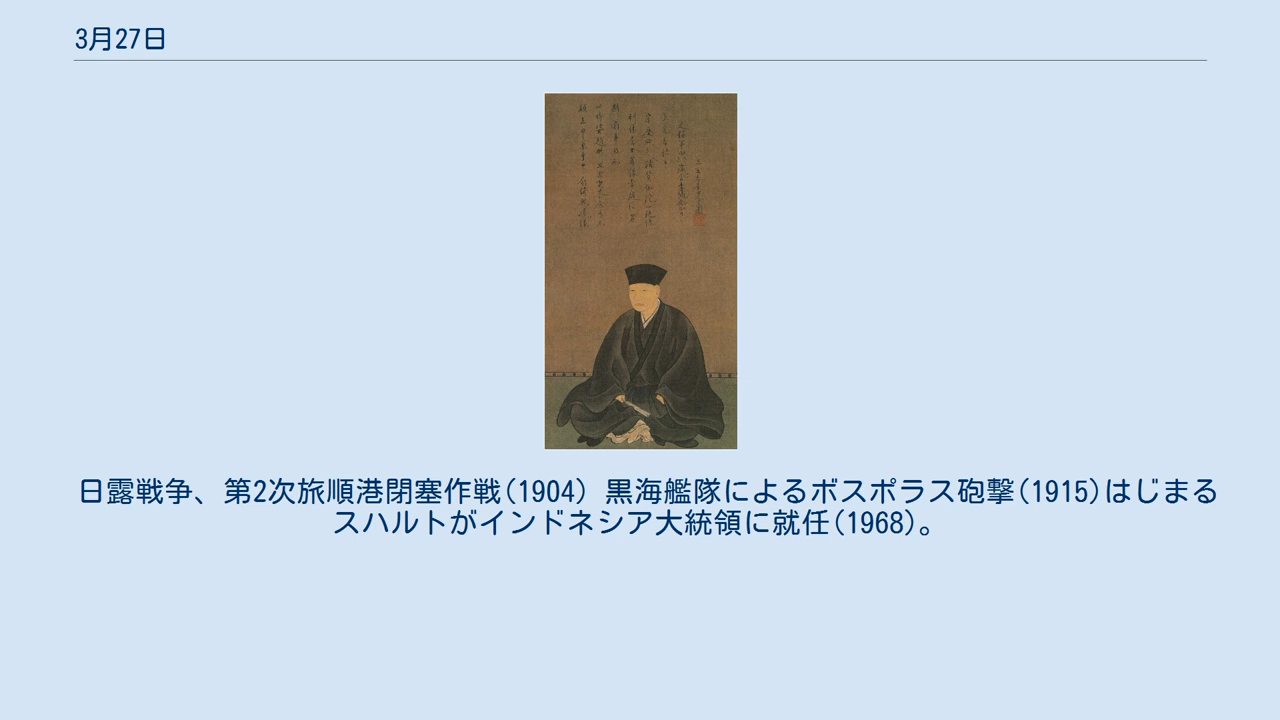 3月27日
日露戦争、第2次旅順港閉塞作戦(1904) 黒海艦隊によるボスポラス砲撃(1915)はじまる
スハルトがインドネシア大統領に就任(1968)。